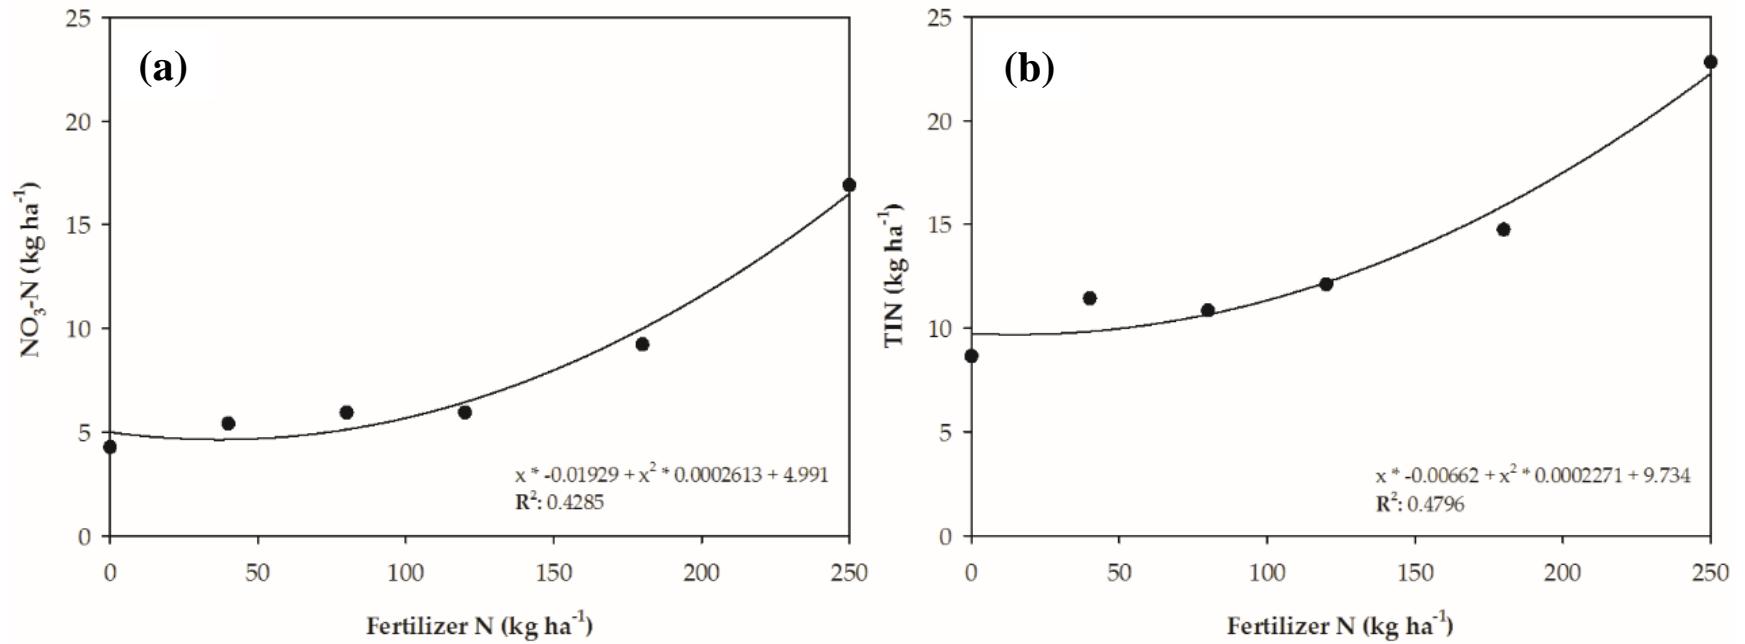 (a)
25
20
15
10
5
0
NO₃-N (kg ha⁻¹)
x * -0.01929 + x² * 0.0002613 + 4.991
R²: 0.4285
0 50 100 150 200 250
Fertilizer N (kg ha⁻¹)
(b)
25
20
15
10
5
0
TIN (kg ha⁻¹)
x * -0.00662 + x² * 0.0002271 + 9.734
R²: 0.4796
0 50 100 150 200 250
Fertilizer N (kg ha⁻¹)